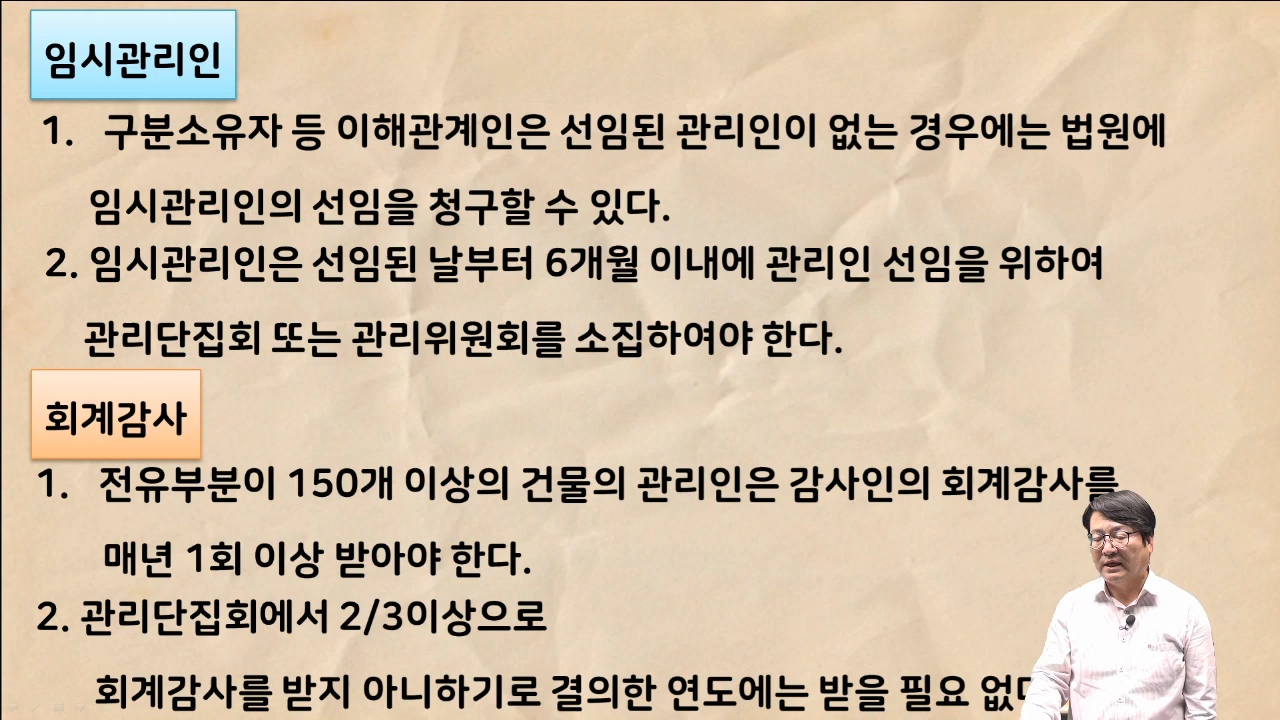 임시관리인
1. 구분소유자 등 이해관계인은 선임된 관리인이 없는 경우에는 법원에
임시관리인의 선임을 청구할 수 있다.
2. 임시관리인은 선임된 날부터 6개월 이내에 관리인 선임을 위하여
관리단집회 또는 관리위원회를 소집하여야 한다.
회계감사
1. 전유부분이 150개 이상의 건물의 관리인은 감사인의 회계감사를
매년 1회 이상 받아야 한다.
2. 관리단집회에서 2/3이상으로
회계감사를 받지 아니하기로 결의한 연도에는 받을 필요